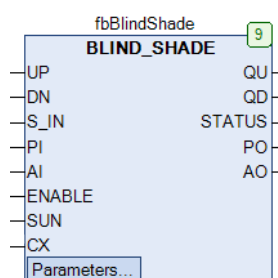 fbBlindShade
BLIND_SHADE 9
UP QU
DN QD
S_IN STATUS
PI PO
AI AO
ENABLE
SUN
CX
Parameters...